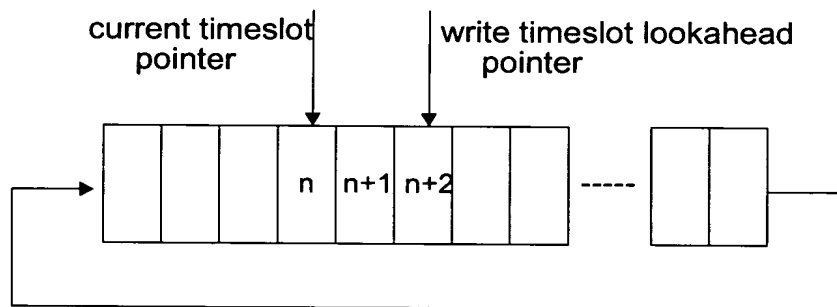 current timeslot
pointer
write timeslot lookahead
pointer
n
n+1
n+2